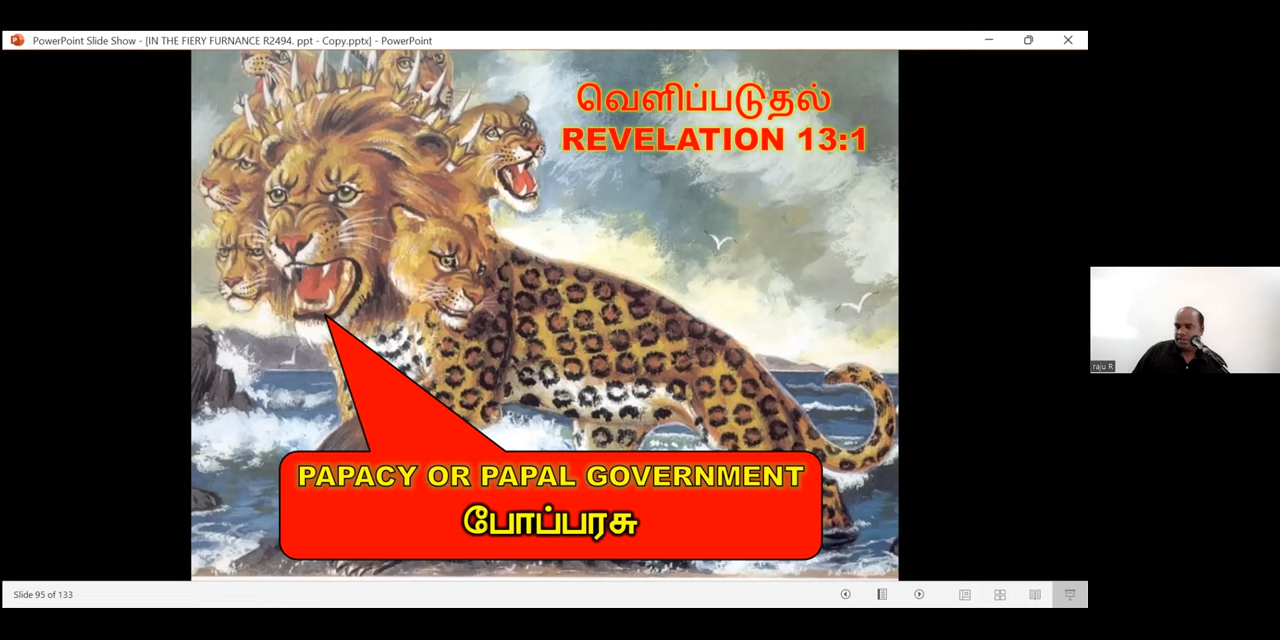 PowerPoint Slide Show - [IN THE FIERY FURNANCE R2494. ppt - Copy.pptx] - PowerPoint
வெளிப்படுதல்
REVELATION 13:1
raju R
PAPACY OR PAPAL GOVERNMENT
போப்பரசு
Slide 95 of 133